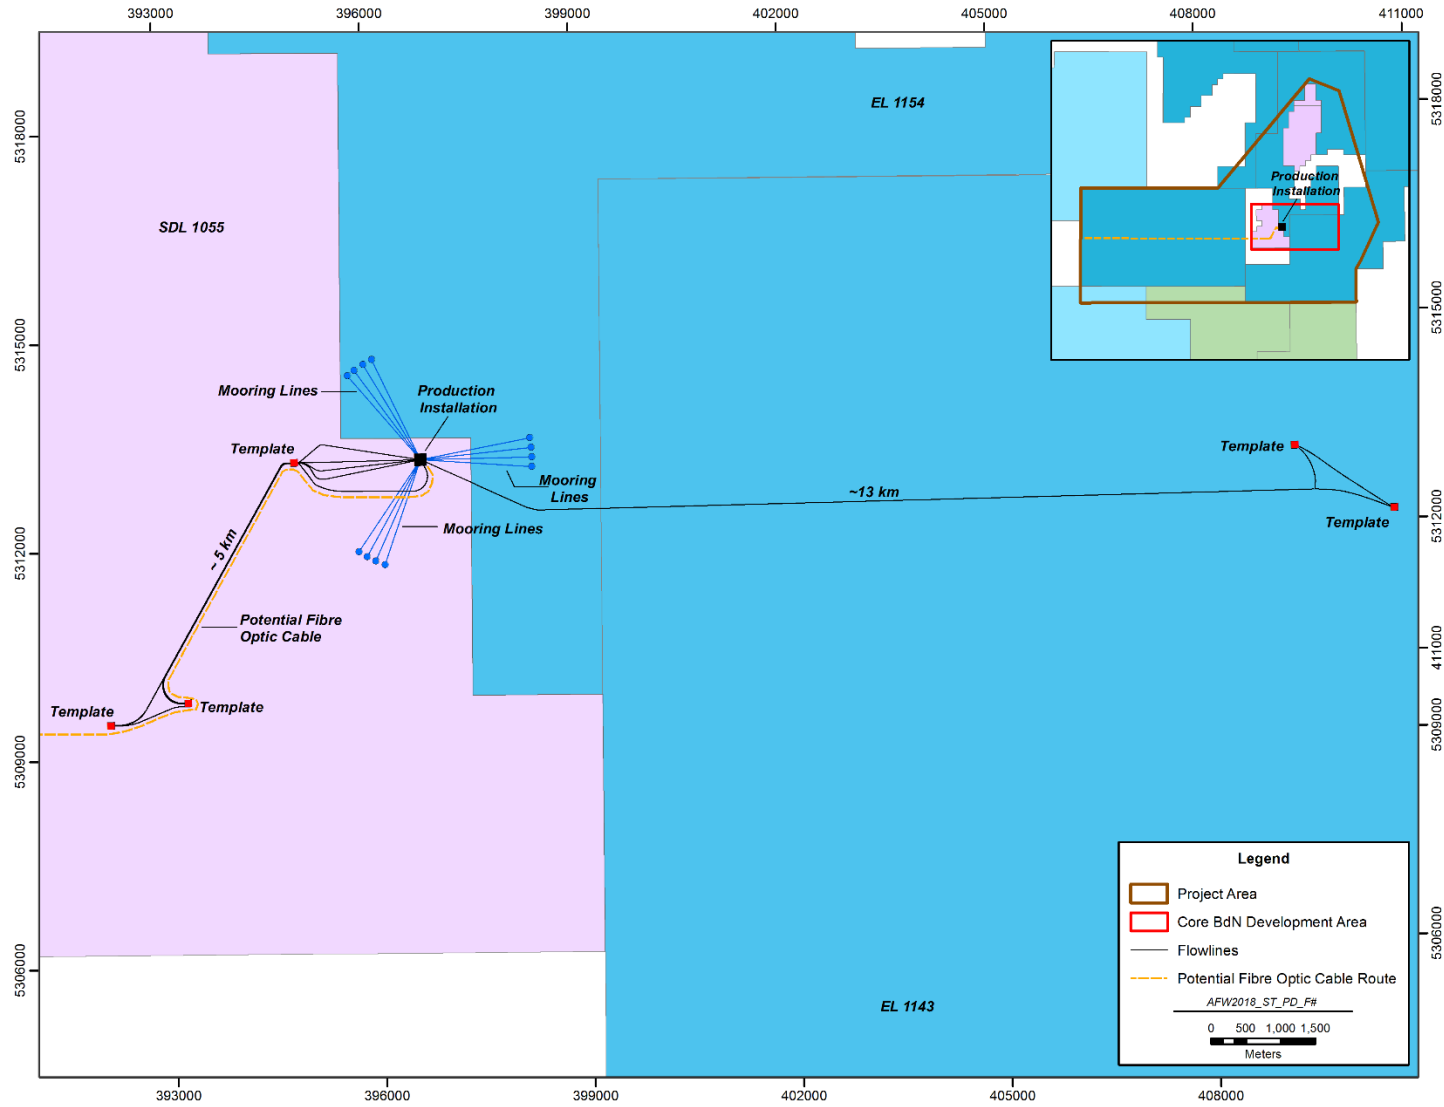 393000
396000
399000
402000
405000
408000
411000
EL 1154
5318000
5318000
Production
Installation
SDL 1055
5315000
5315000
Mooring Lines
Production
Installation
Template
Template
Mooring
Lines
~13 km
Mooring Lines
Template
5312000
5312000
~ 5 km
Potential Fibre
Optic Cable
411000
Template
Template
5309000
5309000
Legend
Project Area
Core BdN Development Area
Flowlines
Potential Fibre Optic Cable Route
AFW2018_ST_PD_F#
0 500 1,000 1,500
Meters
5306000
5306000
EL 1143
393000
396000
399000
402000
405000
408000